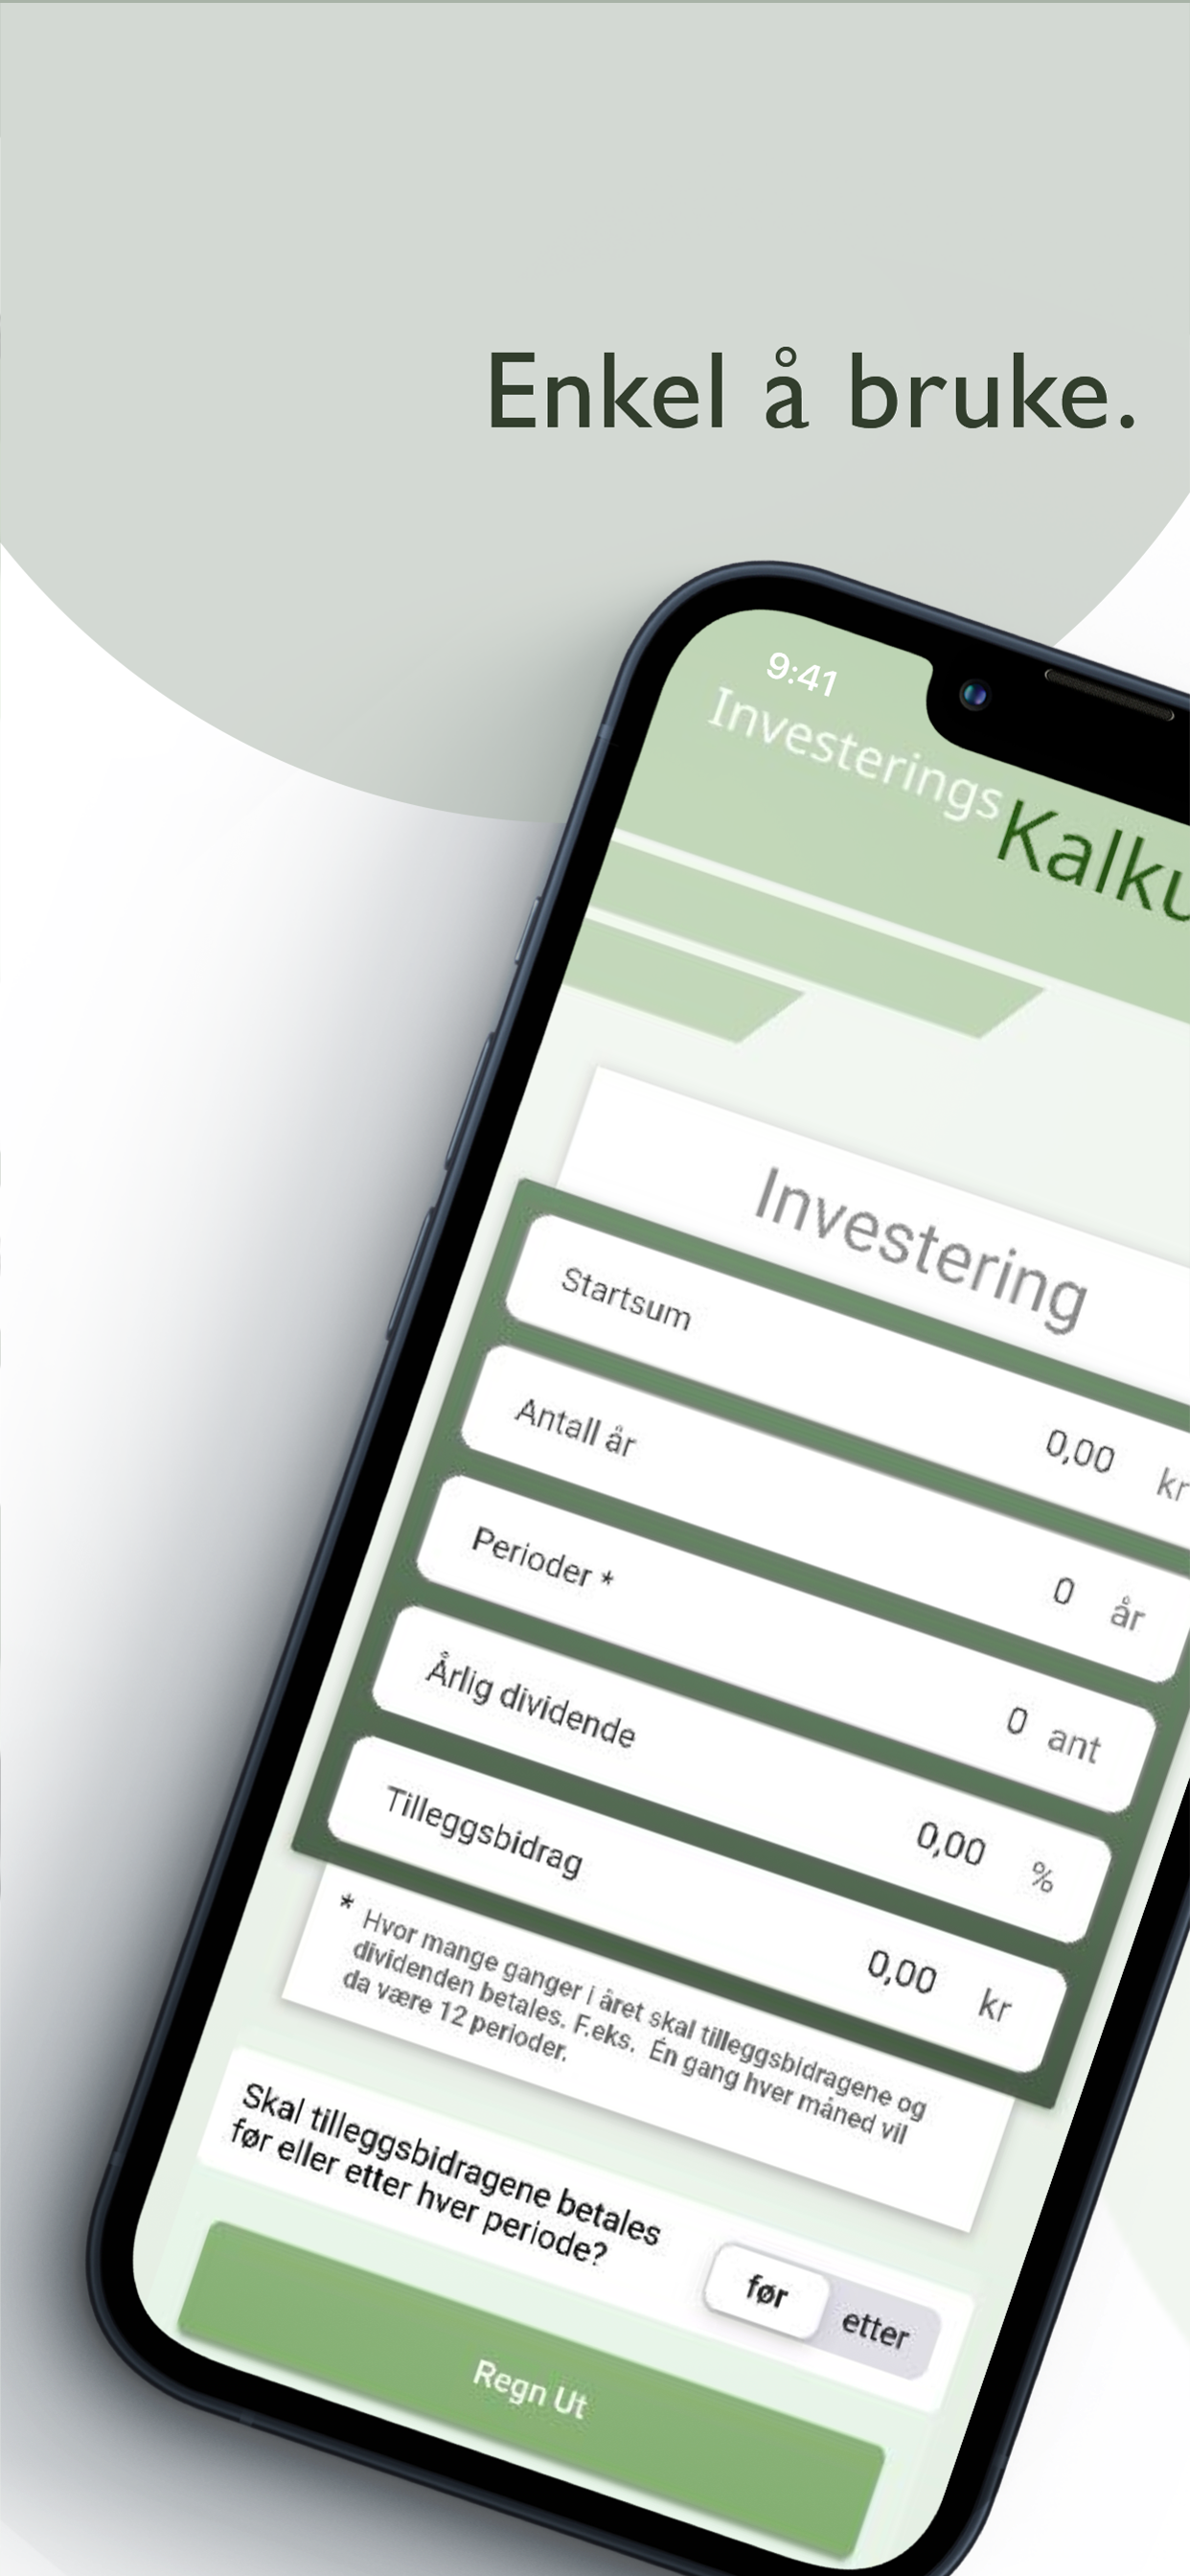 Enkel å bruke.
9:41
Investerings
Kalku
Investering
Startsum 0,00 kr
Antall år 0 år
Perioder * 0 ant
Årlig dividende 0,00 %
Tilleggsbidrag 0,00 kr
* Hvor mange ganger i året skal tilleggsbidragene og
dividenden betales. F.eks. Én gang hver måned vil
da være 12 perioder.
Skal tilleggsbidragene betales
før eller etter hver periode?
før etter
Regn Ut